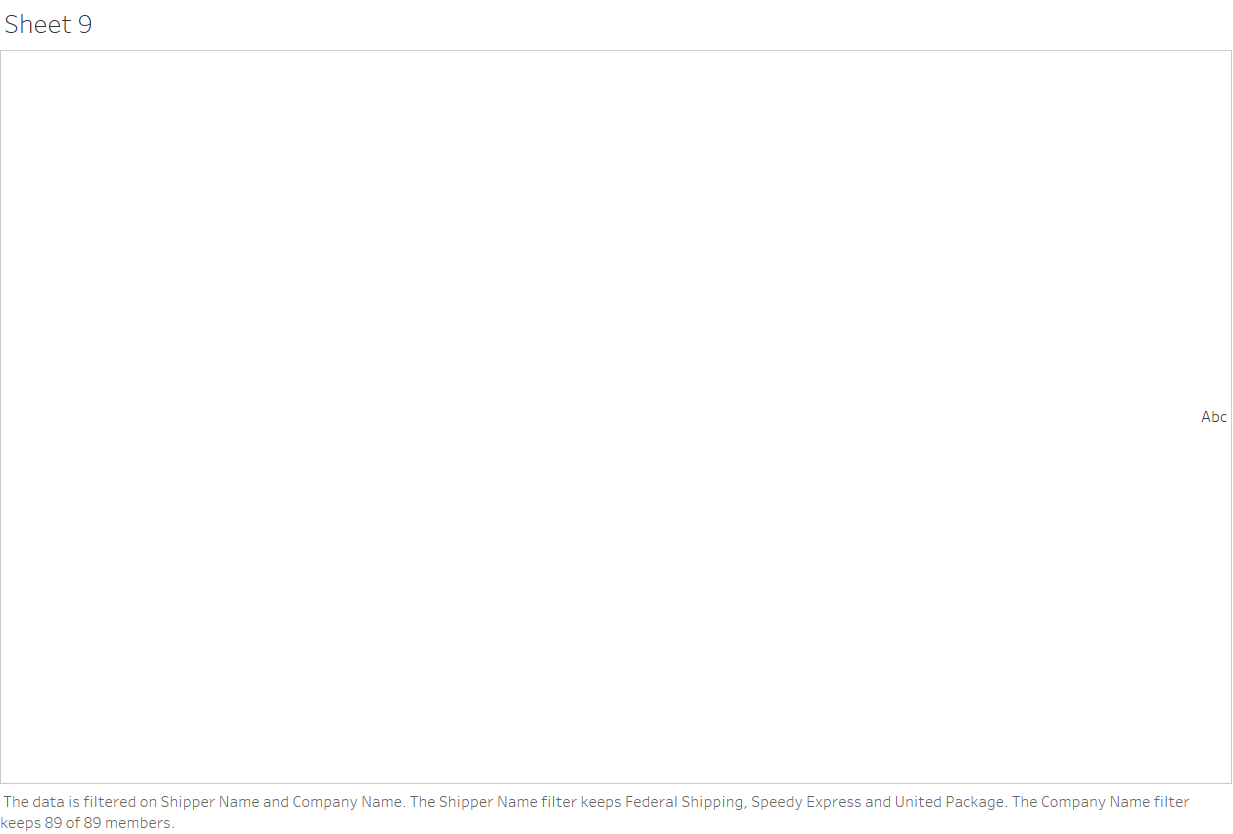 Sheet 9
Abc
The data is filtered on Shipper Name and Company Name. The Shipper Name filter keeps Federal Shipping, Speedy Express and United Package. The Company Name filter
keeps 89 of 89 members.